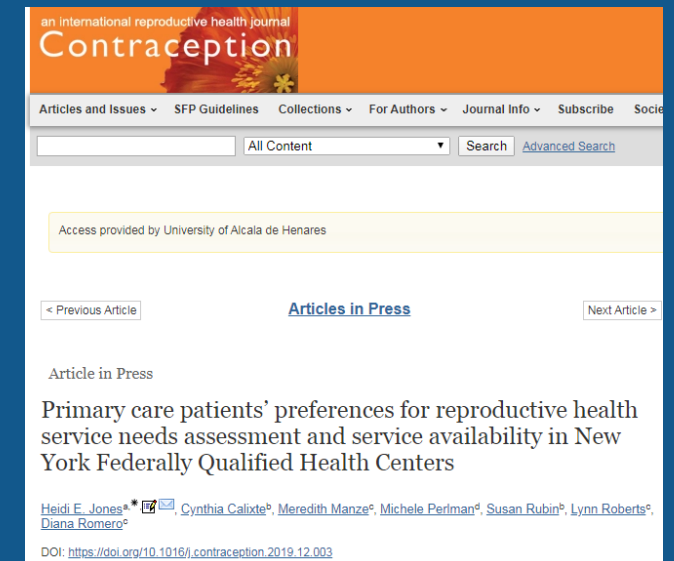 an international reproductive health journal
Contraception
Articles and Issues SFP Guidelines Collections For Authors Journal Info Subscribe Socie
All Content Search Advanced Search
Access provided by University of Alcala de Henares
< Previous Article Articles in Press Next Article >
Article in Press
Primary care patients’ preferences for reproductive health
service needs assessment and service availability in New
York Federally Qualified Health Centers
Heidi E. Jonesᵃ,*, Cynthia Calixteᵇ, Meredith Manzeᶜ, Michele Perlmanᵈ, Susan Rubinᵇ, Lynn Robertsᶜ,
Diana Romeroᶜ
DOI: https://doi.org/10.1016/j.contraception.2019.12.003